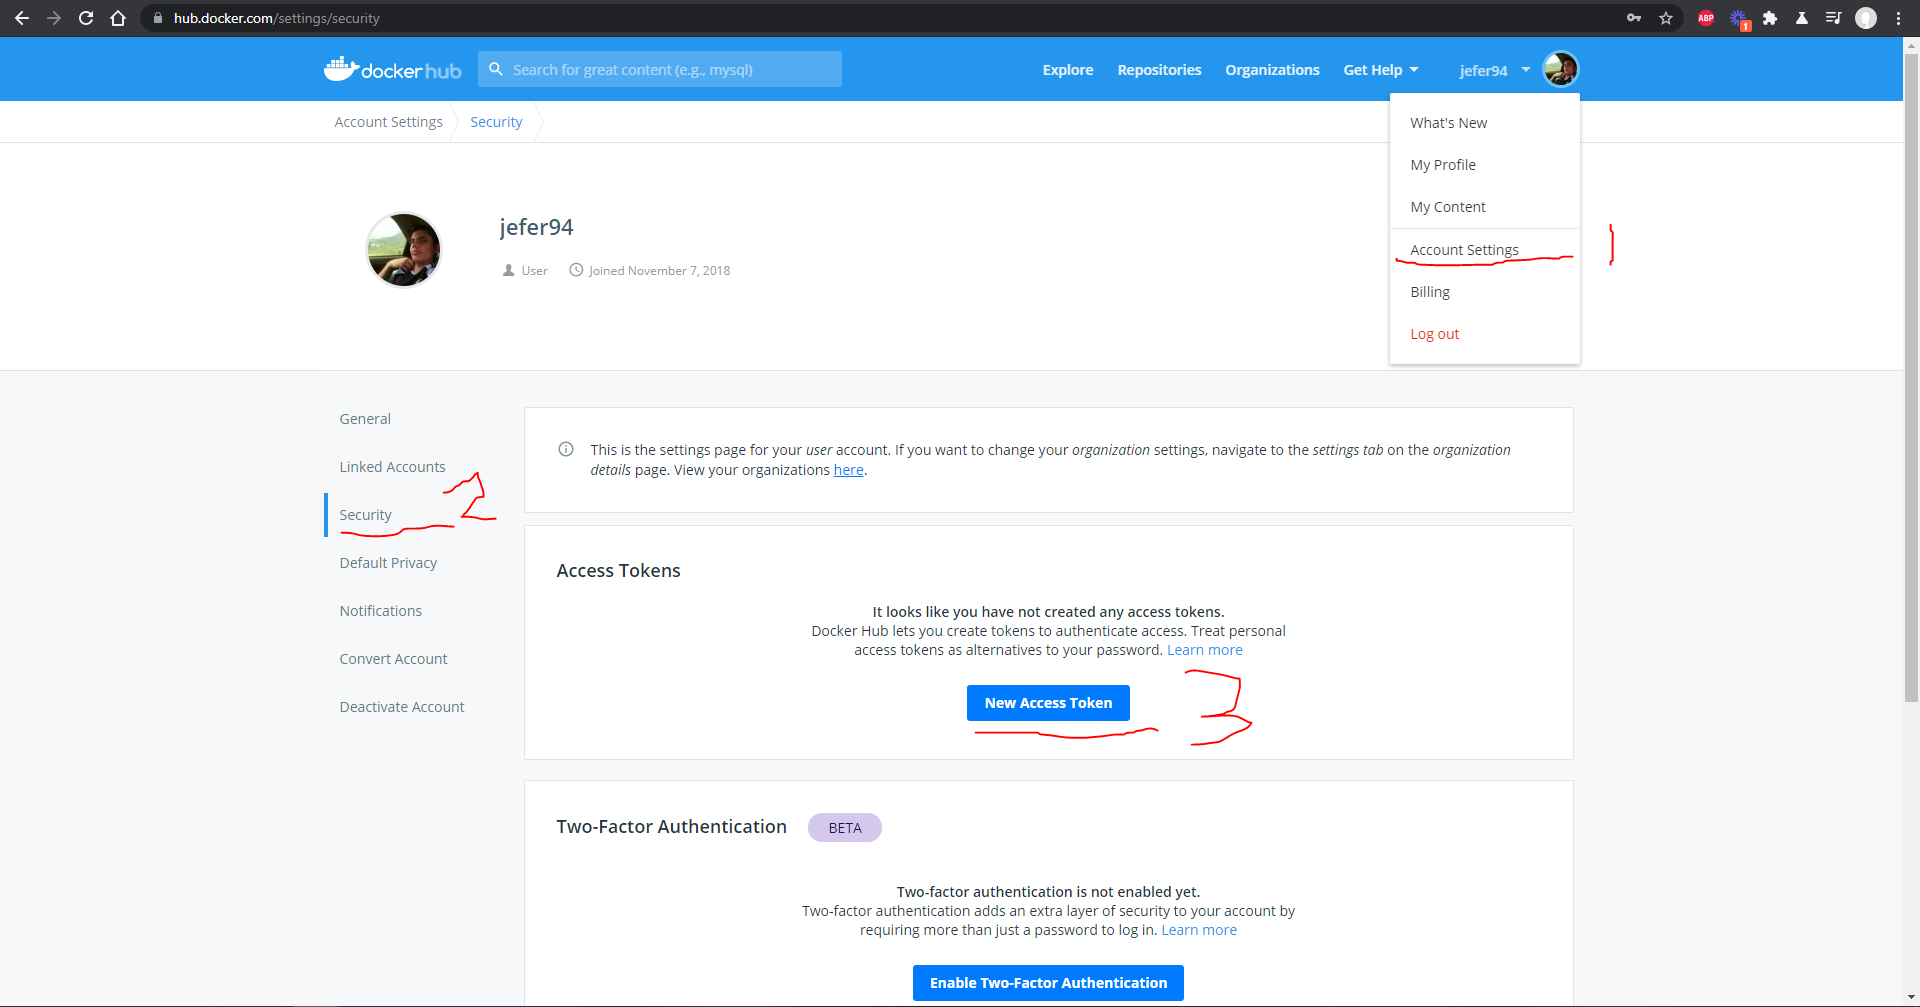 hub.docker.com/settings/security
ABP
1
docker hub
Search for great content (e.g., mysql)
Explore
Repositories
Organizations
Get Help
jefer94
Account Settings
Security
What's New
My Profile
My Content
Account Settings
1
Billing
Log out
jefer94
User
Joined November 7, 2018
General
Linked Accounts
Security
2
Default Privacy
Notifications
Convert Account
Deactivate Account
This is the settings page for your user account. If you want to change your organization settings, navigate to the settings tab on the organization
details page. View your organizations here.
Access Tokens
It looks like you have not created any access tokens.
Docker Hub lets you create tokens to authenticate access. Treat personal
access tokens as alternatives to your password. Learn more
New Access Token
3
Two-Factor Authentication
BETA
Two-factor authentication is not enabled yet.
Two-factor authentication adds an extra layer of security to your account by
requiring more than just a password to log in. Learn more
Enable Two-Factor Authentication